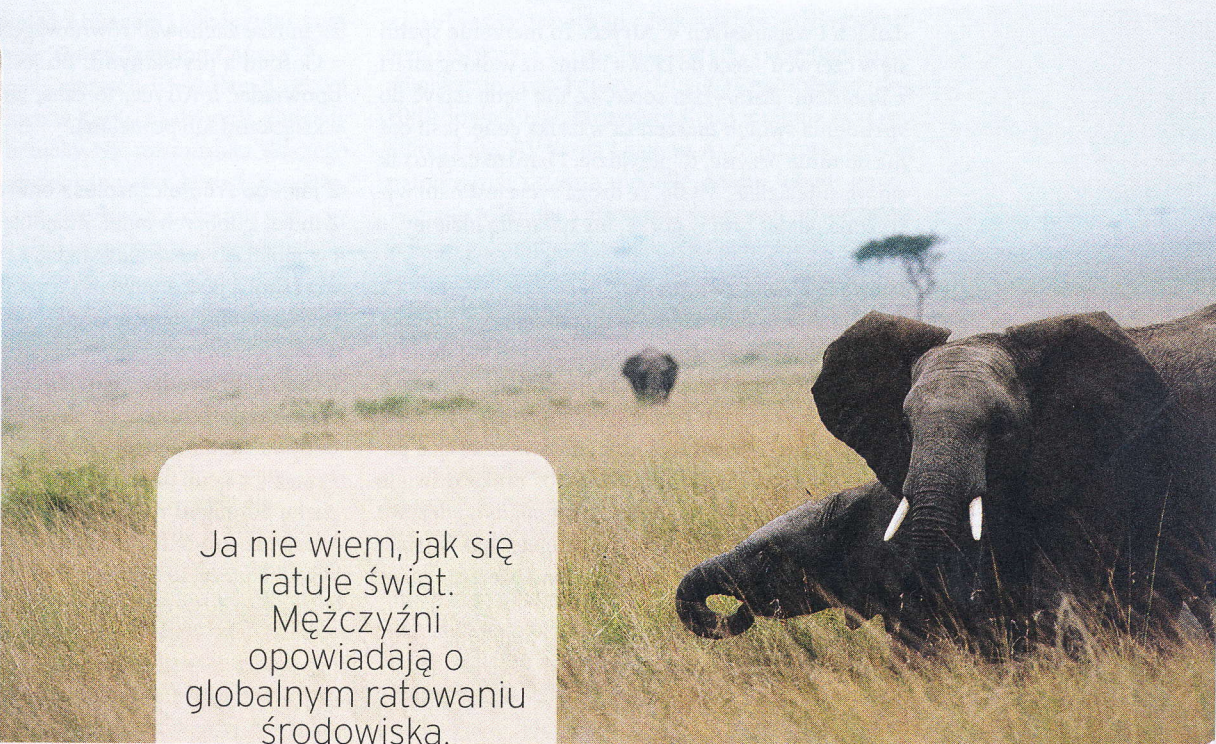 Ja nie wiem, jak się
ratuje świat.
Mężczyźni
opowiadają o
globalnym ratowaniu
środowiska.